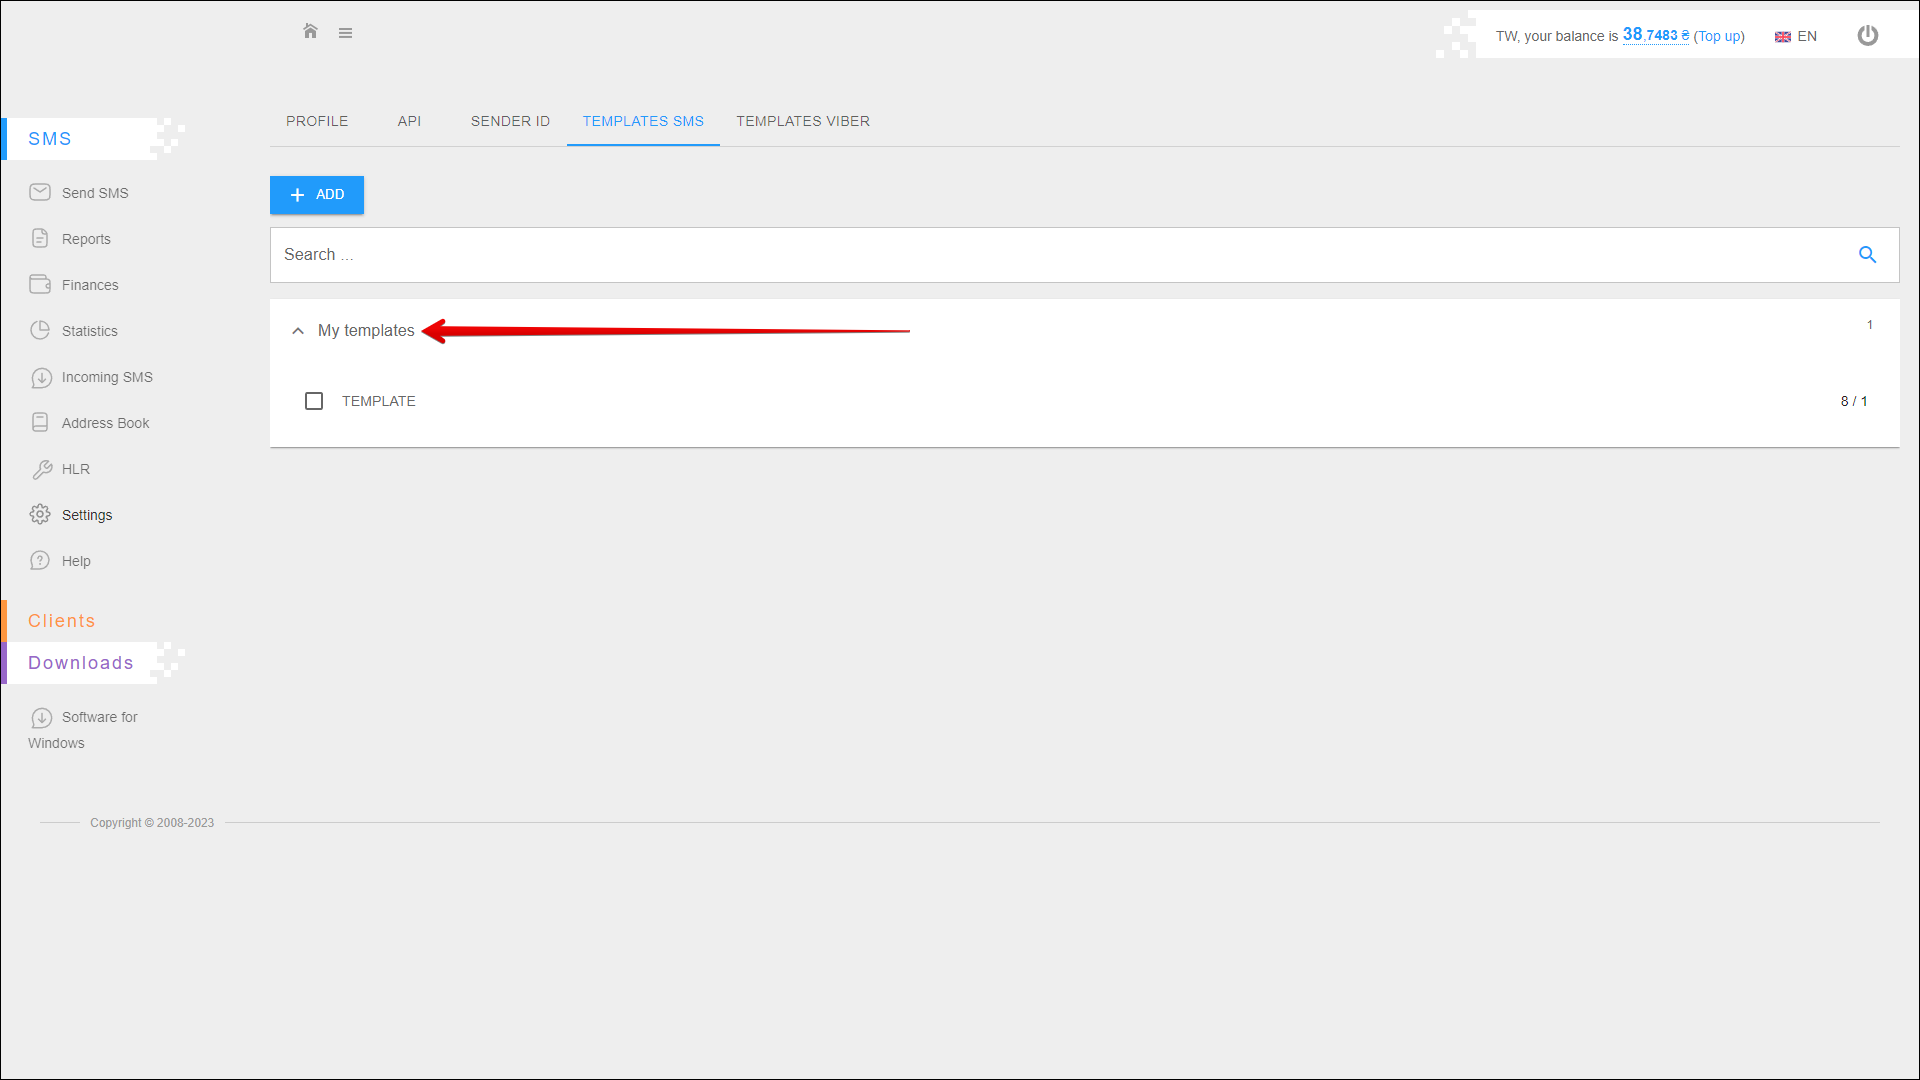 TW, your balance is 38,7483 ₴ (Top up)
EN
PROFILE
API
SENDER ID
TEMPLATES SMS
TEMPLATES VIBER
SMS
Send SMS
Reports
Finances
Statistics
Incoming SMS
Address Book
HLR
Settings
Help
Clients
Downloads
Software for
Windows
ADD
Search ...
My templates
1
TEMPLATE
8 / 1
Copyright © 2008-2023